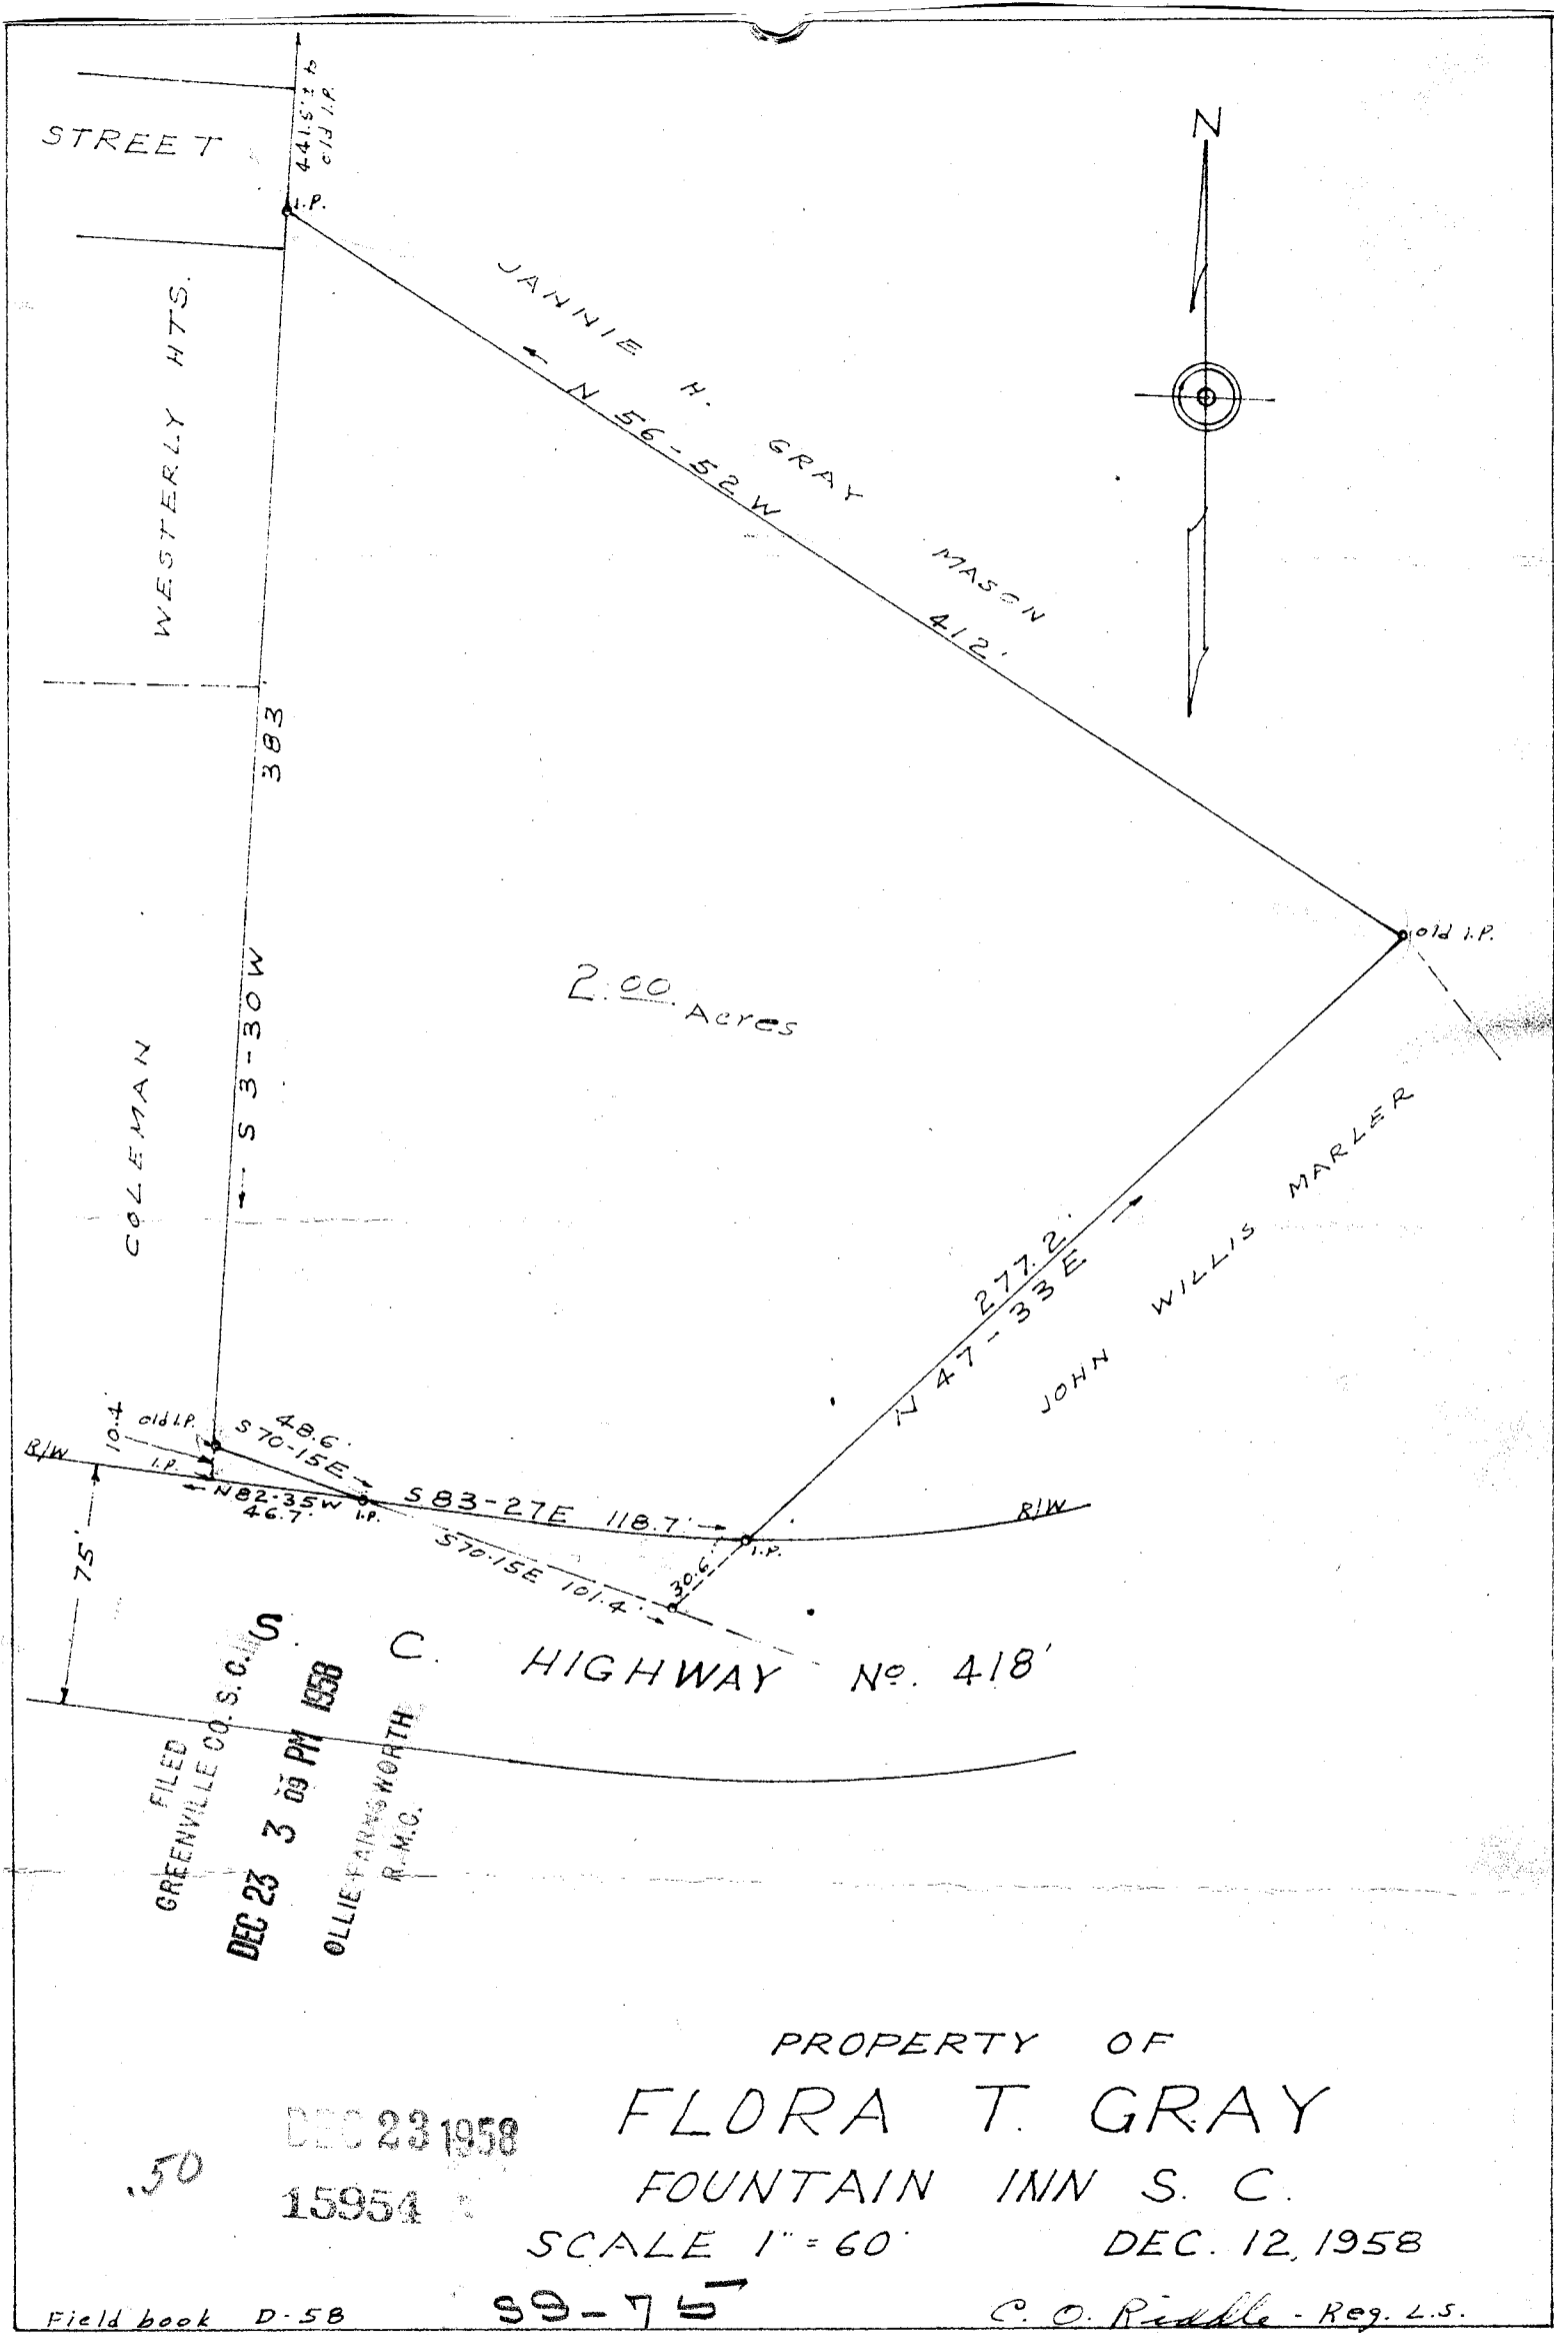 441.5' ± to
old I.P.
STREET
I.P.
N
WESTERLY HTS.
JANNIE H. GRAY MASON
N 56-52 W 412'
383'
S 3-30 W
COLEMAN
2.00 Acres
old I.P.
277.2'
N 47-33 E
JOHN WILLIS MARLER
10.4'
old I.P.
48.6'
S 70-15 E
R/W
I.P.
N 82-35 W
46.7'
I.P.
S 83-27 E 118.7'
R/W
I.P.
S 70-15 E 101.4'
30.6'
75'
S. C. HIGHWAY No. 418
FILED
GREENVILLE CO. S. C.
DEC 23 3 09 PM 1958
OLLIE FARNSWORTH
R. M. C.
PROPERTY OF
FLORA T. GRAY
FOUNTAIN INN S. C.
SCALE 1" = 60'
DEC. 12, 1958
DEC 23 1958
15954
.50
Field book D-58
SS-75
C. O. Riddle - Reg. L.S.